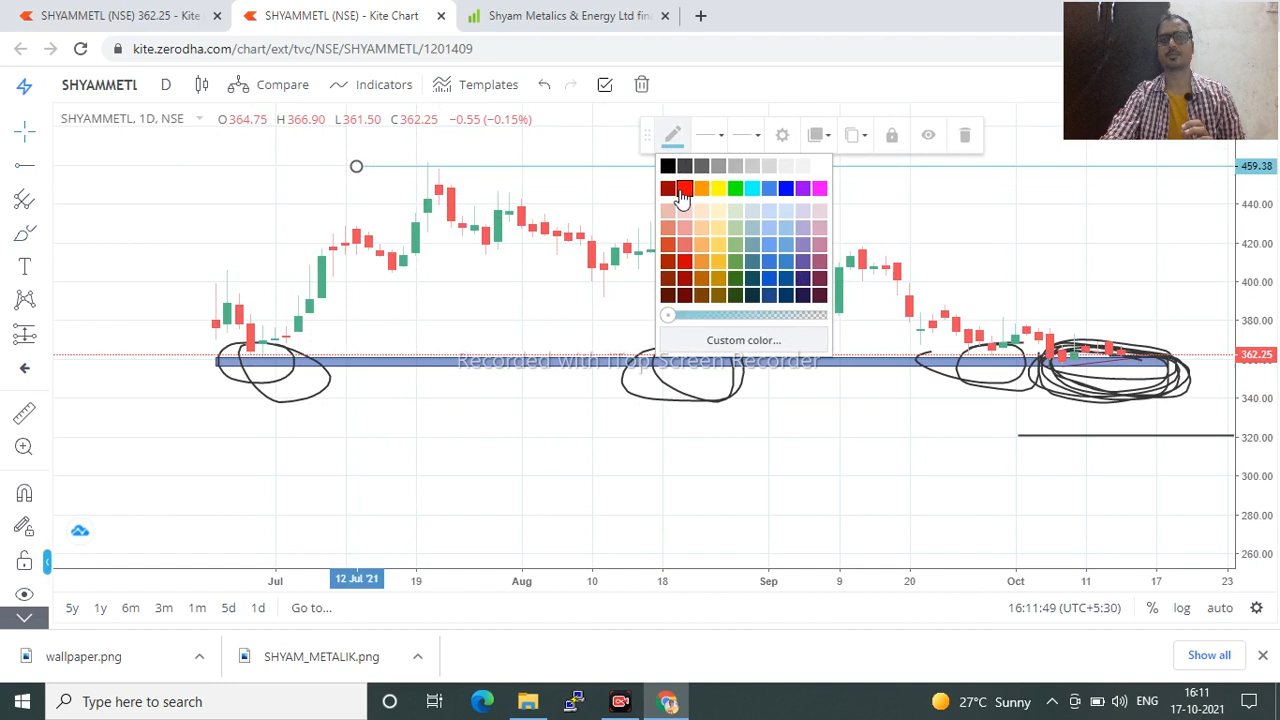 SHYAMMETL (NSE) 362.25 - Kite
SHYAMMETL (NSE) - Kite Chart
Shyam Metalics & Energy Ltd fin
kite.zerodha.com/chart/ext/tvc/NSE/SHYAMMETL/1201409
SHYAMMETL D Compare Indicators Templates
SHYAMMETL, 1D, NSE O364.75 H366.90 L361.50 C362.25 −0.55 (−0.15%)
459.38
440.00
420.00
400.00
380.00
Custom color...
362.25
Recorded with iTop Screen Recorder
340.00
320.00
300.00
280.00
260.00
Jul 12 Jul '21 19 Aug 10 18 Sep 9 20 Oct 11 17 23
5y 1y 6m 3m 1m 5d 1d Go to... 16:11:49 (UTC+5:30) % log auto
wallpaper.png SHYAM_METALIK.png Show all
Type here to search 27°C Sunny ENG 16:11
17-10-2021